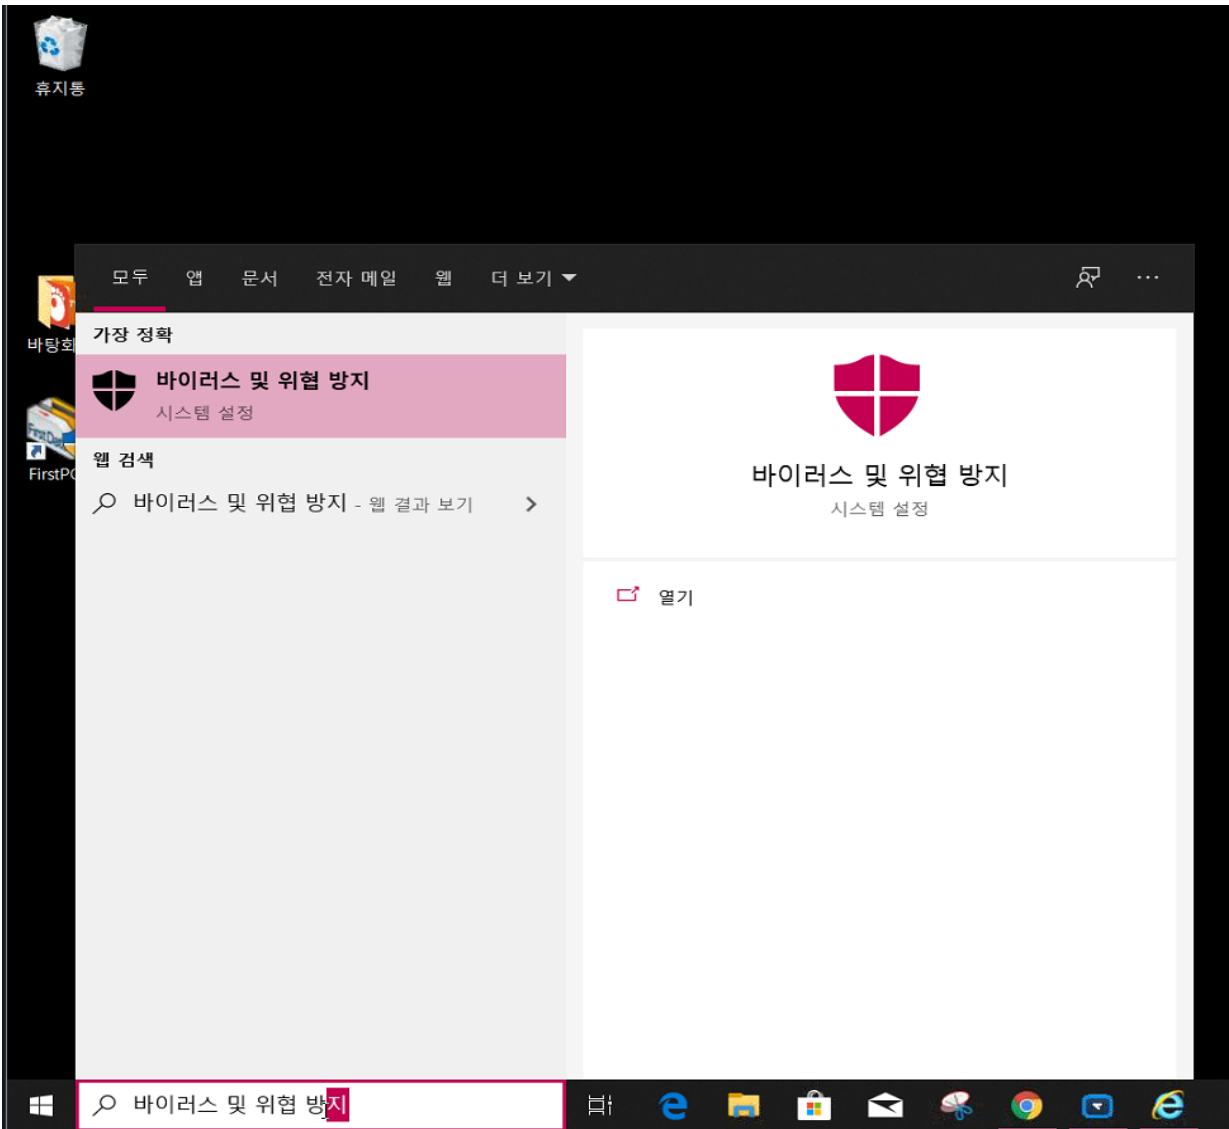 휴지통
모두 앱 문서 전자 메일 웹 더 보기
바탕화
가장 정확
바이러스 및 위협 방지
시스템 설정
웹 검색
바이러스 및 위협 방지 - 웹 결과 보기
FirstPC
바이러스 및 위협 방지
시스템 설정
열기
바이러스 및 위협 방지